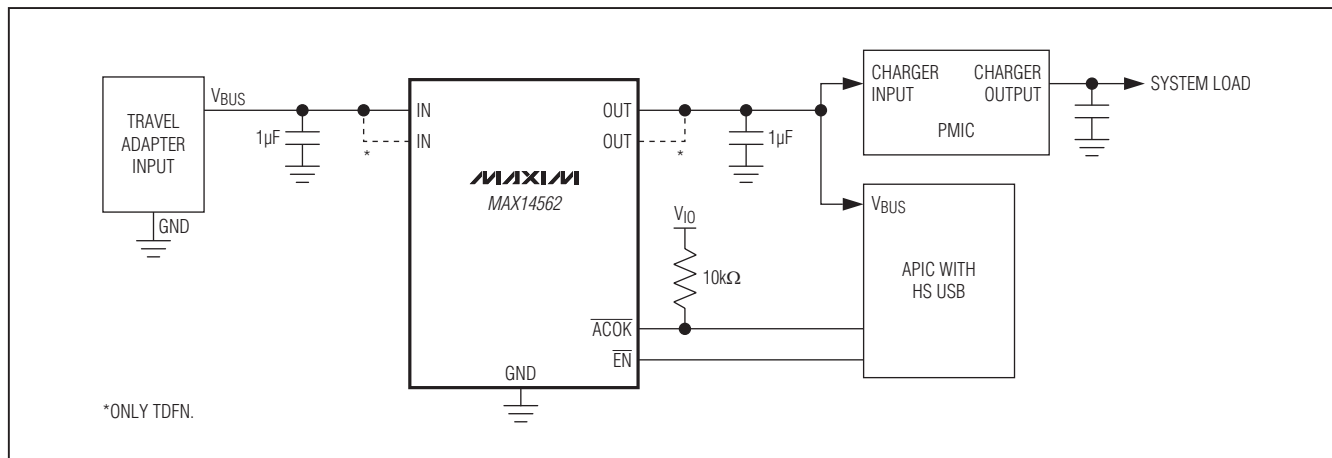 TRAVEL
ADAPTER
INPUT
GND
VBUS
1µF
*
IN
IN
MAXIM
MAX14562
GND
OUT
OUT
ACOK
EN
*
1µF
VIO
10kΩ
CHARGER
INPUT
CHARGER
OUTPUT
PMIC
SYSTEM LOAD
VBUS
APIC WITH
HS USB
*ONLY TDFN.